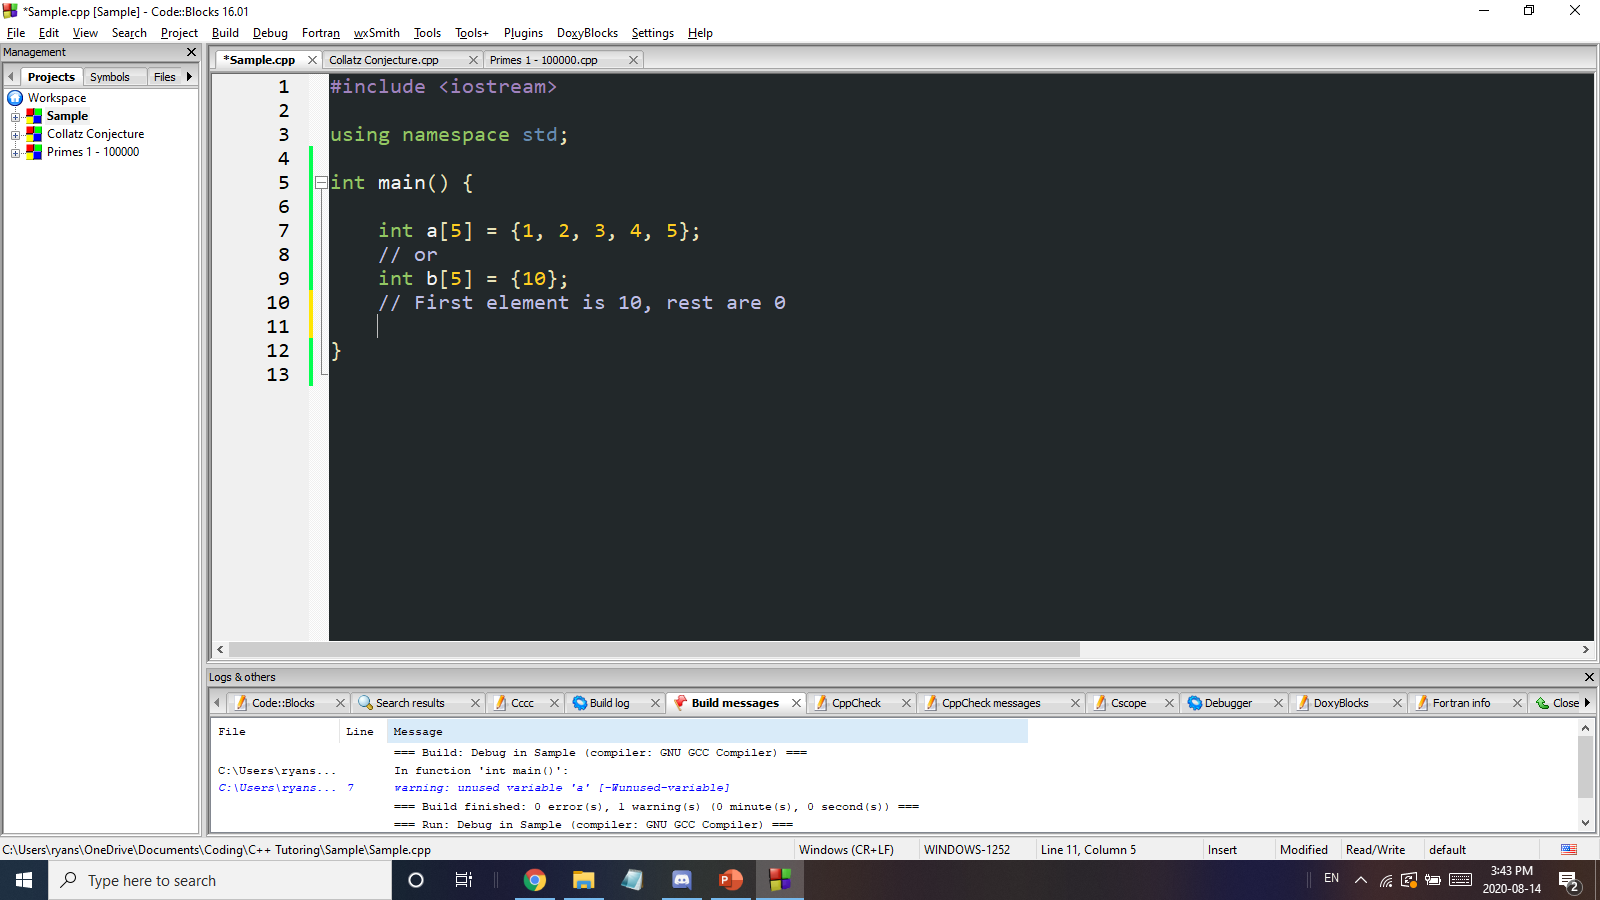 *Sample.cpp [Sample] - Code::Blocks 16.01
File Edit View Search Project Build Debug Fortran wxSmith Tools Tools+ Plugins DoxyBlocks Settings Help
Management
Projects Symbols Files
Workspace
Sample
Collatz Conjecture
Primes 1 - 100000
*Sample.cpp Collatz Conjecture.cpp Primes 1 - 100000.cpp
1 #include <iostream>
2
3 using namespace std;
4
5 int main() {
6
7 int a[5] = {1, 2, 3, 4, 5};
8 // or
9 int b[5] = {10};
10 // First element is 10, rest are 0
11
12 }
13
Logs & others
Code::Blocks Search results Cccc Build log Build messages CppCheck CppCheck messages Cscope Debugger DoxyBlocks Fortran info Close
File Line Message
=== Build: Debug in Sample (compiler: GNU GCC Compiler) ===
C:\Users\ryans... In function 'int main()':
C:\Users\ryans... 7 warning: unused variable 'a' [-Wunused-variable]
=== Build finished: 0 error(s), 1 warning(s) (0 minute(s), 0 second(s)) ===
=== Run: Debug in Sample (compiler: GNU GCC Compiler) ===
C:\Users\ryans\OneDrive\Documents\Coding\C++ Tutoring\Sample\Sample.cpp Windows (CR+LF) WINDOWS-1252 Line 11, Column 5 Insert Modified Read/Write default
Type here to search
EN
3:43 PM
2020-08-14
2